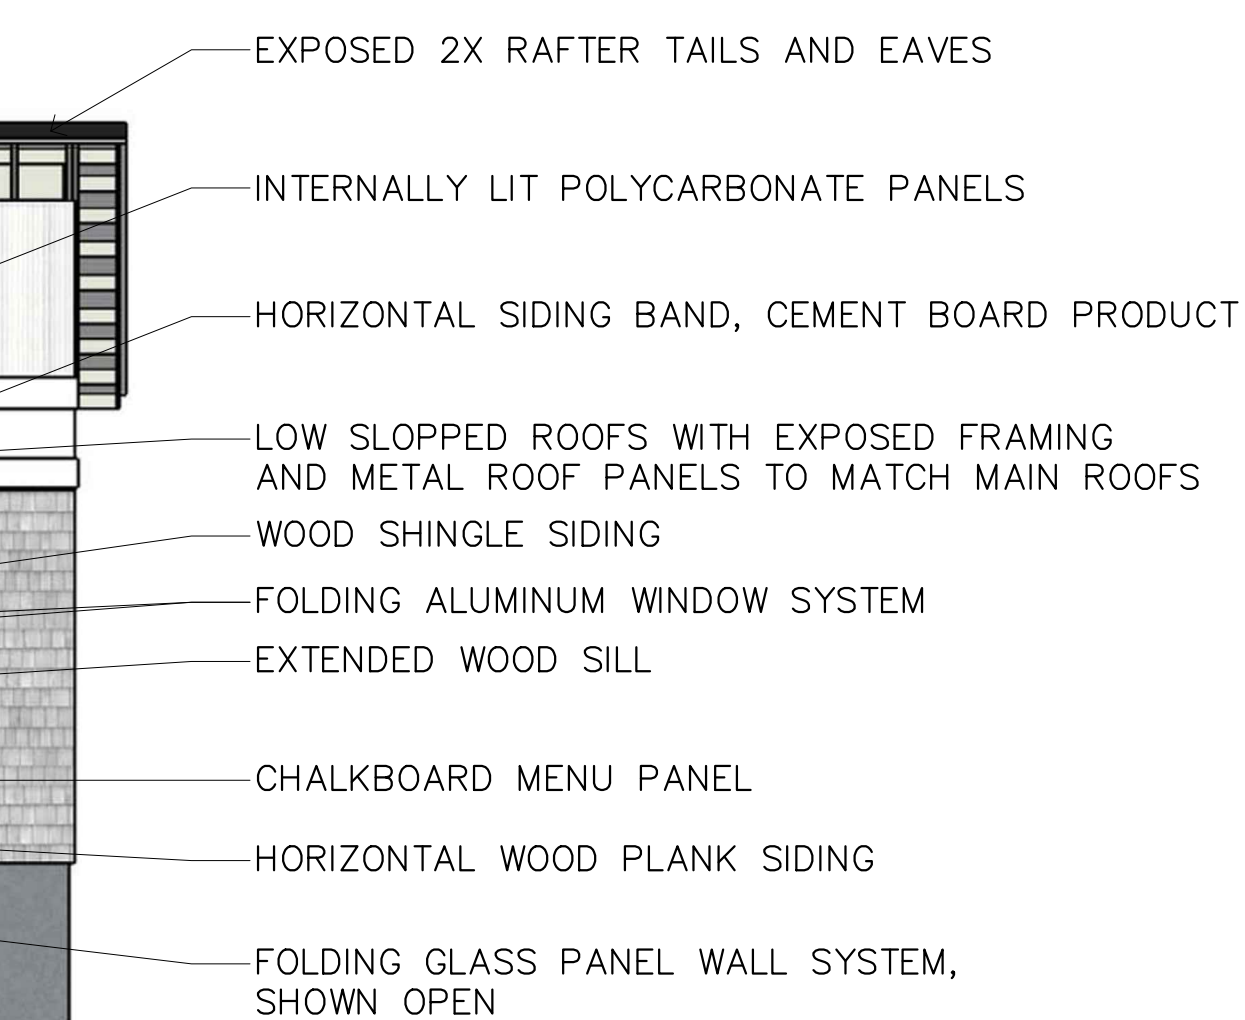 EXPOSED 2X RAFTER TAILS AND EAVES
INTERNALLY LIT POLYCARBONATE PANELS
HORIZONTAL SIDING BAND, CEMENT BOARD PRODUCT
LOW SLOPPED ROOFS WITH EXPOSED FRAMING
AND METAL ROOF PANELS TO MATCH MAIN ROOFS
WOOD SHINGLE SIDING
FOLDING ALUMINUM WINDOW SYSTEM
EXTENDED WOOD SILL
CHALKBOARD MENU PANEL
HORIZONTAL WOOD PLANK SIDING
FOLDING GLASS PANEL WALL SYSTEM,
SHOWN OPEN